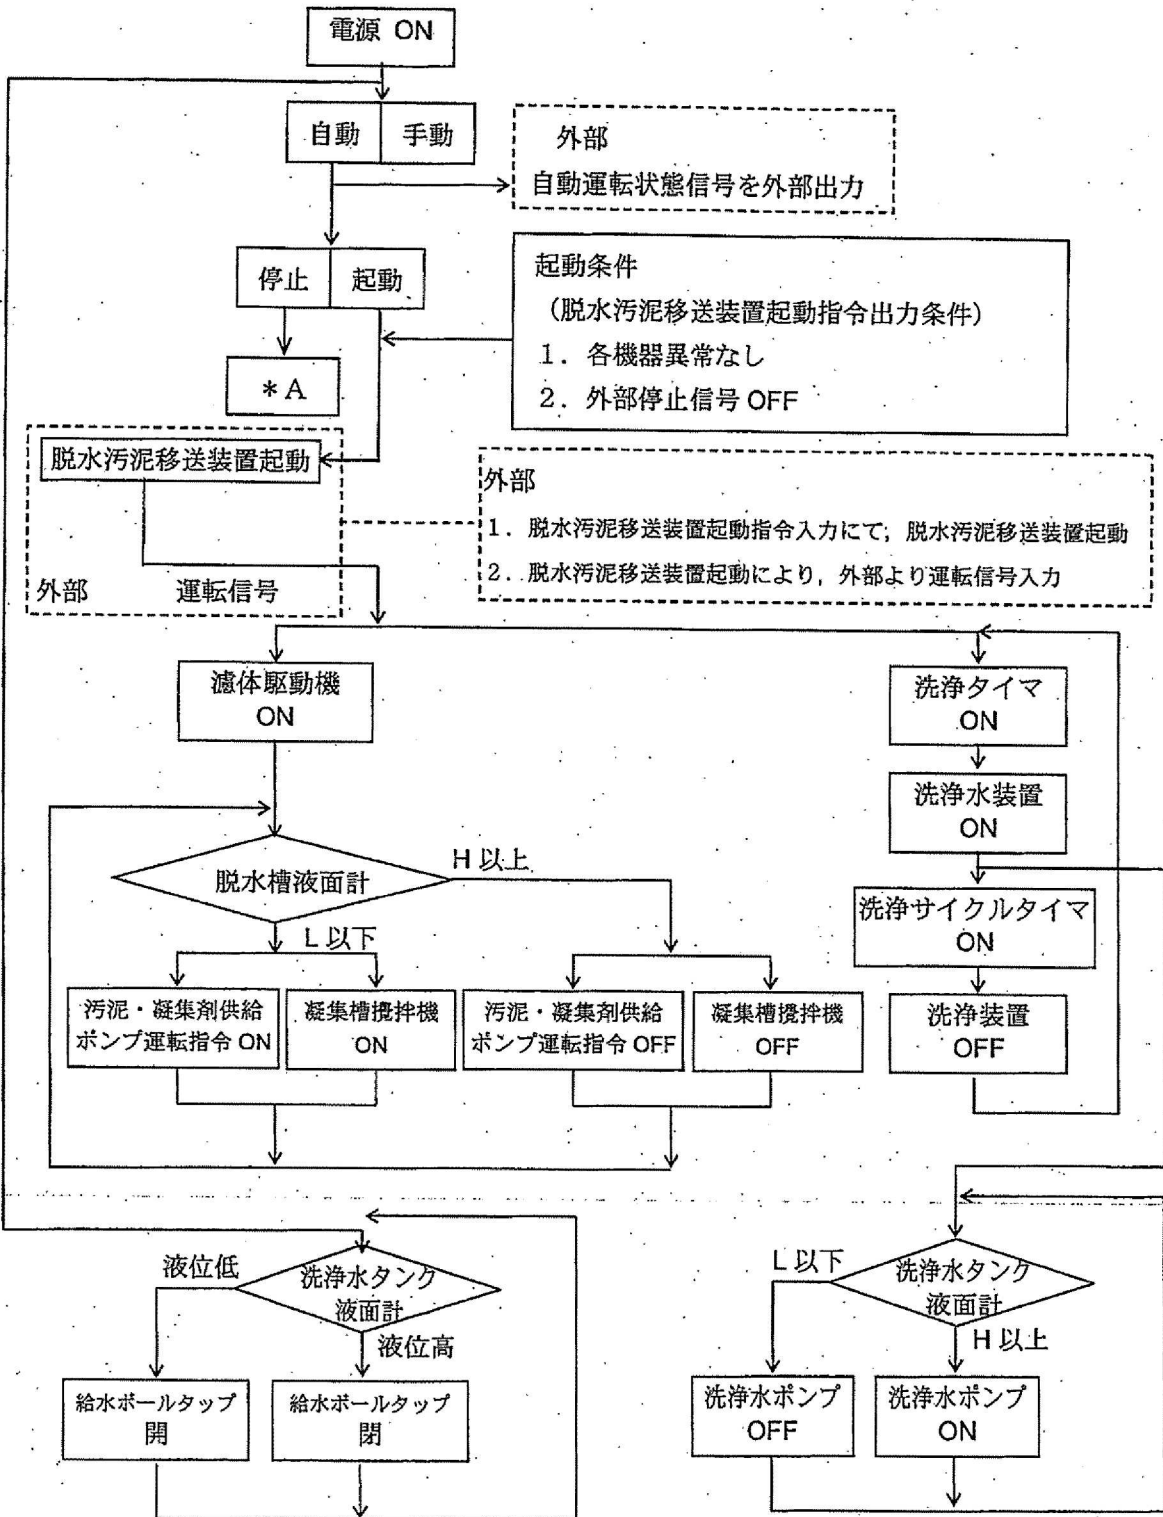 電源 ON
自動 手動
外部
自動運転状態信号を外部出力
停止 起動
起動条件
（脱水汚泥移送装置起動指令出力条件）
1．各機器異常なし
2．外部停止信号 OFF
＊A
脱水汚泥移送装置起動
外部
1．脱水汚泥移送装置起動指令入力にて，脱水汚泥移送装置起動
2．脱水汚泥移送装置起動により，外部より運転信号入力
外部 運転信号
濾体駆動機
ON
洗浄タイマ
ON
洗浄水装置
ON
脱水槽液面計
H 以上
L 以下
洗浄サイクルタイマ
ON
汚泥・凝集剤供給
ポンプ運転指令 ON
凝集槽攪拌機
ON
汚泥・凝集剤供給
ポンプ運転指令 OFF
凝集槽攪拌機
OFF
洗浄装置
OFF
液位低
洗浄水タンク
液面計
液位高
給水ボールタップ
開
給水ボールタップ
閉
L 以下
洗浄水タンク
液面計
H 以上
洗浄水ポンプ
OFF
洗浄水ポンプ
ON